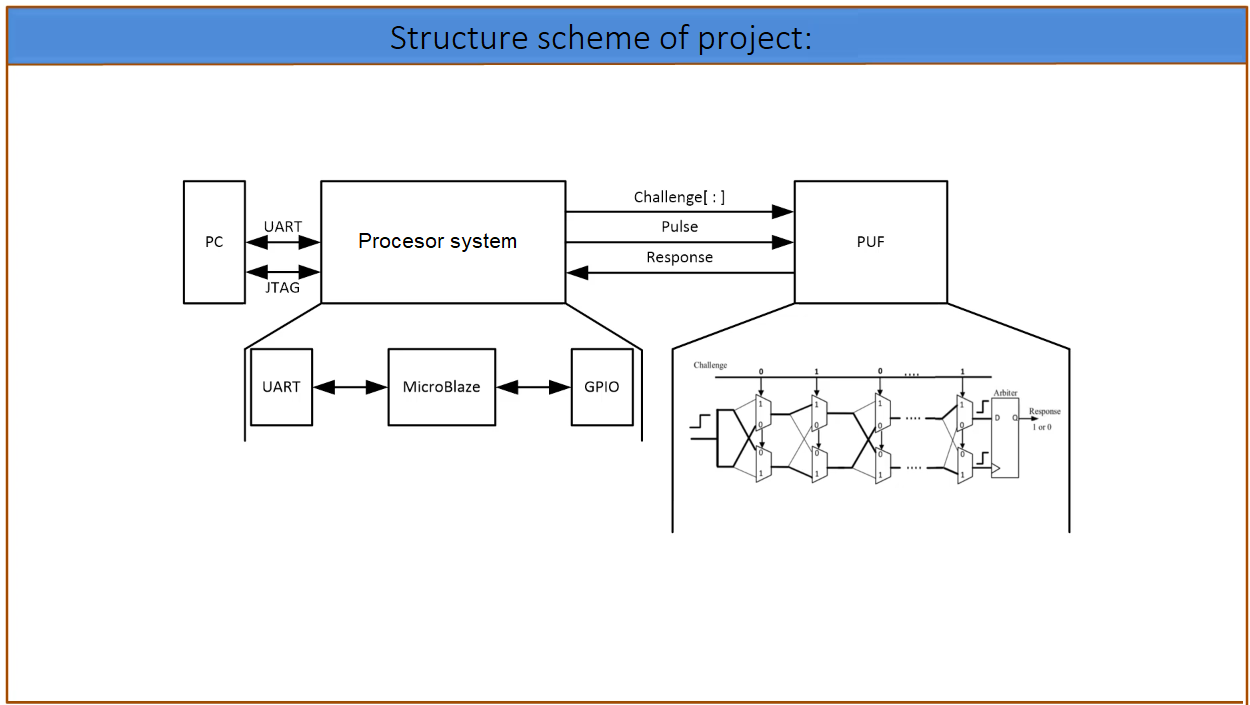 Structure scheme of project:
PC
UART
JTAG
Procesor system
Challenge[ : ]
Pulse
Response
PUF
UART
MicroBlaze
GPIO
Challenge
0 1 0 .... 1
Arbiter
1 1 1 1
D Q
Response
1 or 0
0 0 0 0
....
0 0 0 0
1 1 1 1
....